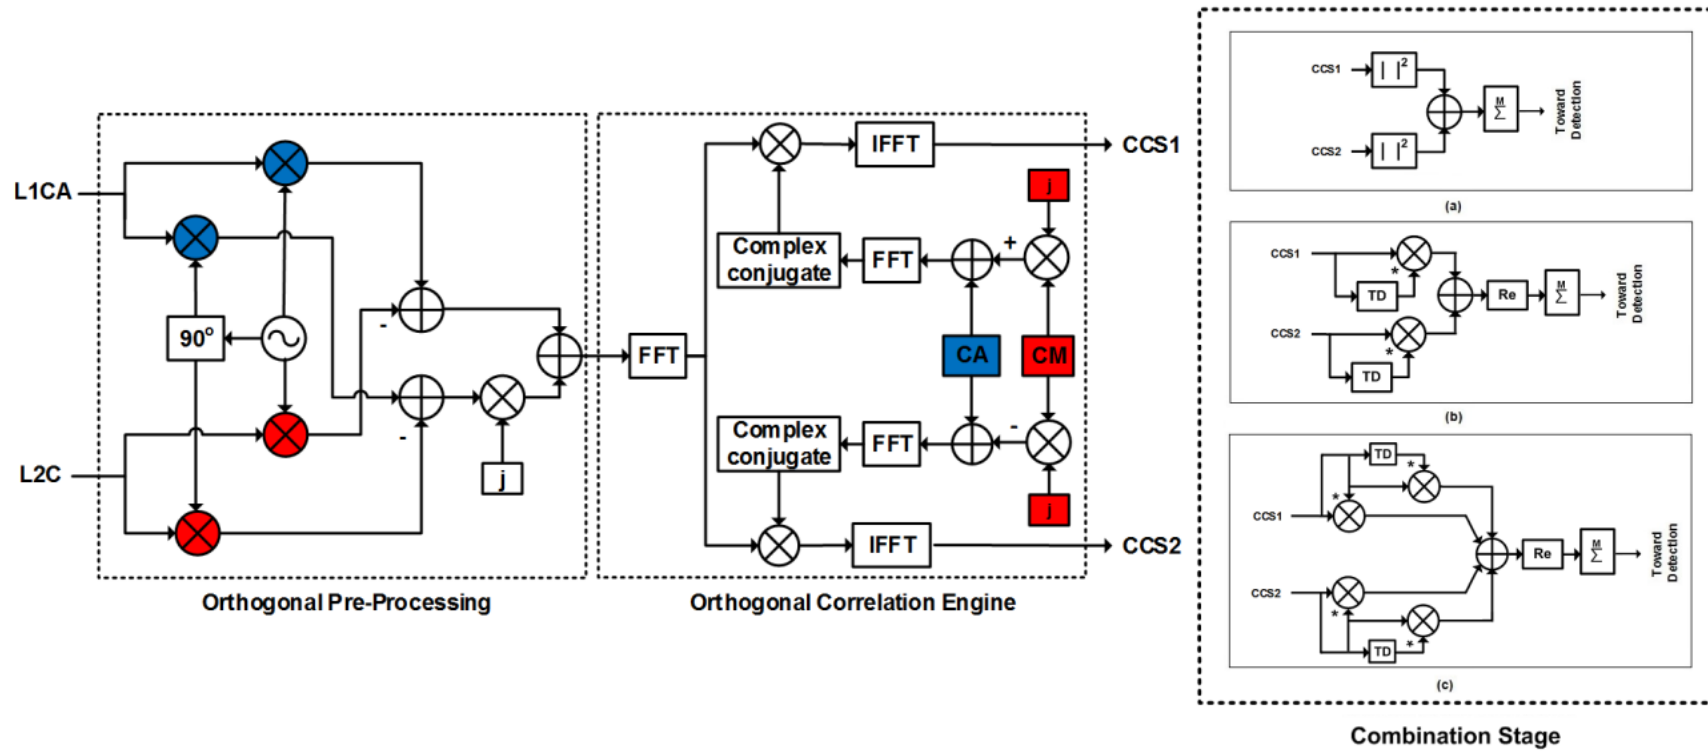 L1CA
L2C
90°
-
-
j
Orthogonal Pre-Processing
FFT
IFFT
CCS1
j
Complex
conjugate
FFT
+
CA
CM
Complex
conjugate
FFT
-
j
IFFT
CCS2
Orthogonal Correlation Engine
CCS1
| |²
CCS2
| |²
M
Σ
Toward
Detection
(a)
CCS1
TD
*
CCS2
TD
*
Re
M
Σ
Toward
Detection
(b)
TD
*
CCS1
*
CCS2
*
TD
*
Re
M
Σ
Toward
Detection
(c)
Combination Stage